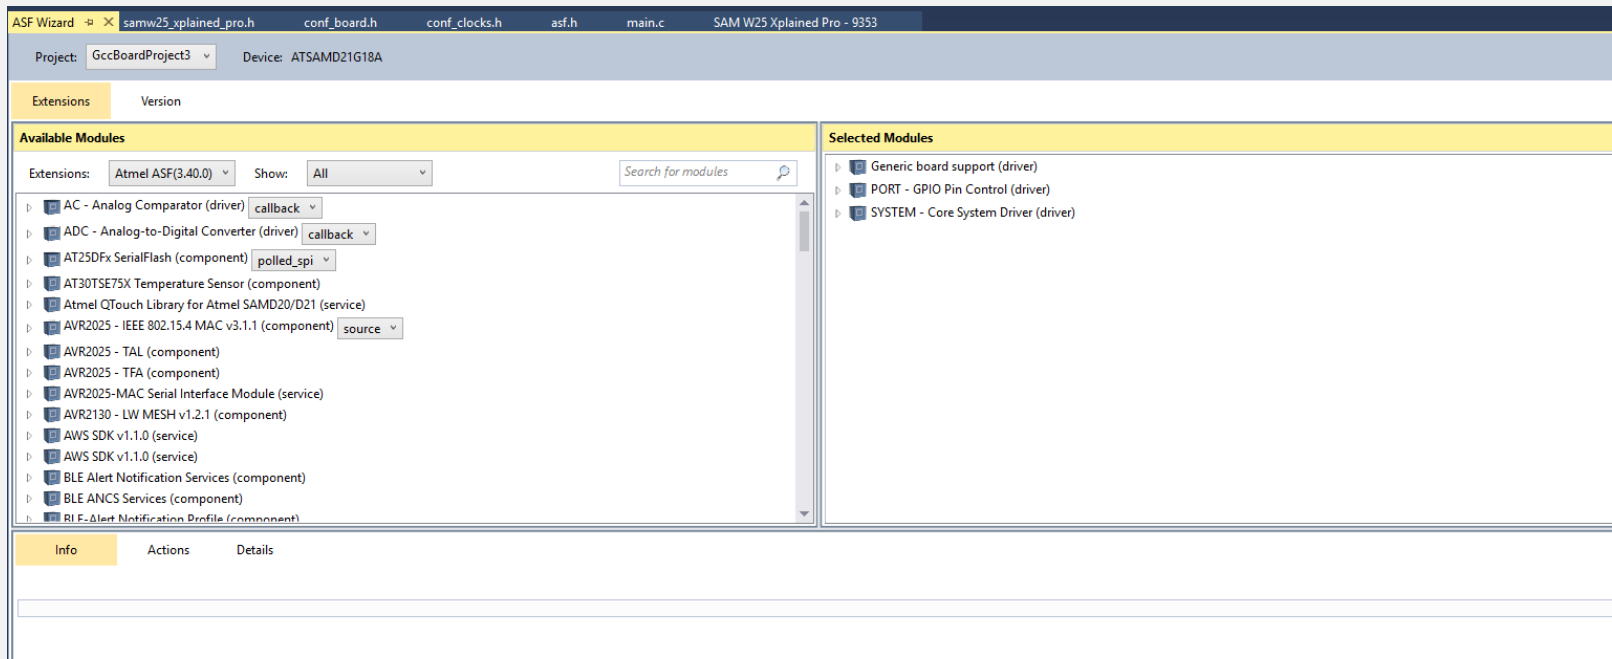 ASF Wizard samw25_xplained_pro.h conf_board.h conf_clocks.h asf.h main.c SAM W25 Xplained Pro - 9353
Project: GccBoardProject3 Device: ATSAMD21G18A
Extensions Version
Available Modules
Extensions: Atmel ASF(3.40.0) Show: All Search for modules
AC - Analog Comparator (driver) callback
ADC - Analog-to-Digital Converter (driver) callback
AT25DFx SerialFlash (component) polled_spi
AT30TSE75X Temperature Sensor (component)
Atmel QTouch Library for Atmel SAMD20/D21 (service)
AVR2025 - IEEE 802.15.4 MAC v3.1.1 (component) source
AVR2025 - TAL (component)
AVR2025 - TFA (component)
AVR2025-MAC Serial Interface Module (service)
AVR2130 - LW MESH v1.2.1 (component)
AWS SDK v1.1.0 (service)
AWS SDK v1.1.0 (service)
BLE Alert Notification Services (component)
BLE ANCS Services (component)
BLE-Alert Notification Profile (component)
Selected Modules
Generic board support (driver)
PORT - GPIO Pin Control (driver)
SYSTEM - Core System Driver (driver)
Info Actions Details